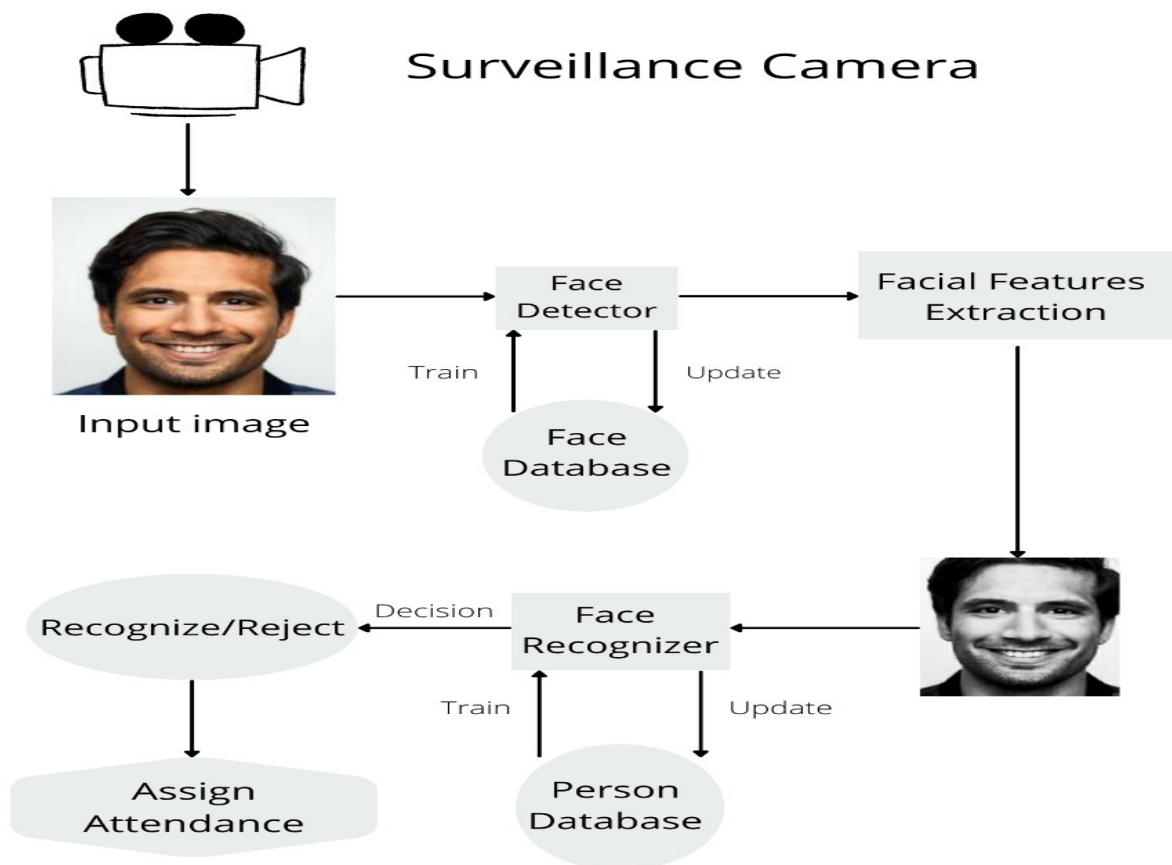 Surveillance Camera
Input image
Face
Detector
Facial Features
Extraction
Train
Update
Face
Database
Recognize/Reject
Decision
Face
Recognizer
Train
Update
Assign
Attendance
Person
Database